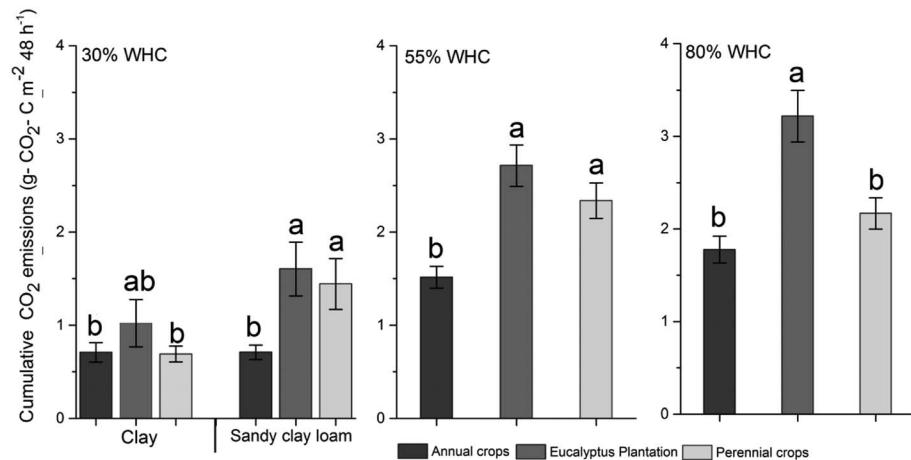 Cumulative CO2 emissions (g- CO2- C m-2 48 h-1)
30% WHC
4
3
2
1
0
b
ab
b
b
a
a
Clay
Sandy clay loam
55% WHC
4
3
2
1
0
b
a
a
80% WHC
4
3
2
1
0
b
a
b
Annual crops Eucalyptus Plantation Perennial crops